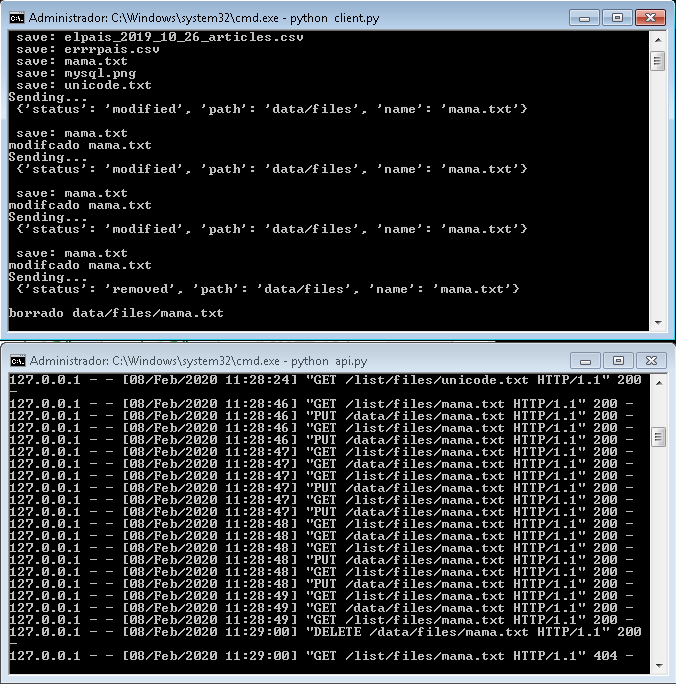 Administrador: C:\Windows\system32\cmd.exe - python client.py
save: elpais_2019_10_26_articles.csv
save: errrpais.csv
save: mama.txt
save: mysql.png
save: unicode.txt
Sending...
{'status': 'modified', 'path': 'data/files', 'name': 'mama.txt'}
save: mama.txt
modifcado mama.txt
Sending...
{'status': 'modified', 'path': 'data/files', 'name': 'mama.txt'}
save: mama.txt
modifcado mama.txt
Sending...
{'status': 'modified', 'path': 'data/files', 'name': 'mama.txt'}
save: mama.txt
modifcado mama.txt
Sending...
{'status': 'removed', 'path': 'data/files', 'name': 'mama.txt'}
borrado data/files/mama.txt
Administrador: C:\Windows\system32\cmd.exe - python api.py
127.0.0.1 - - [08/Feb/2020 11:28:24] "GET /list/files/unicode.txt HTTP/1.1" 200
-
127.0.0.1 - - [08/Feb/2020 11:28:46] "GET /list/files/mama.txt HTTP/1.1" 200 -
127.0.0.1 - - [08/Feb/2020 11:28:46] "PUT /data/files/mama.txt HTTP/1.1" 200 -
127.0.0.1 - - [08/Feb/2020 11:28:46] "GET /list/files/mama.txt HTTP/1.1" 200 -
127.0.0.1 - - [08/Feb/2020 11:28:46] "PUT /data/files/mama.txt HTTP/1.1" 200 -
127.0.0.1 - - [08/Feb/2020 11:28:47] "GET /list/files/mama.txt HTTP/1.1" 200 -
127.0.0.1 - - [08/Feb/2020 11:28:47] "GET /data/files/mama.txt HTTP/1.1" 200 -
127.0.0.1 - - [08/Feb/2020 11:28:47] "GET /list/files/mama.txt HTTP/1.1" 200 -
127.0.0.1 - - [08/Feb/2020 11:28:47] "PUT /data/files/mama.txt HTTP/1.1" 200 -
127.0.0.1 - - [08/Feb/2020 11:28:47] "GET /list/files/mama.txt HTTP/1.1" 200 -
127.0.0.1 - - [08/Feb/2020 11:28:47] "PUT /data/files/mama.txt HTTP/1.1" 200 -
127.0.0.1 - - [08/Feb/2020 11:28:48] "GET /list/files/mama.txt HTTP/1.1" 200 -
127.0.0.1 - - [08/Feb/2020 11:28:48] "GET /data/files/mama.txt HTTP/1.1" 200 -
127.0.0.1 - - [08/Feb/2020 11:28:48] "GET /list/files/mama.txt HTTP/1.1" 200 -
127.0.0.1 - - [08/Feb/2020 11:28:48] "PUT /data/files/mama.txt HTTP/1.1" 200 -
127.0.0.1 - - [08/Feb/2020 11:28:48] "GET /list/files/mama.txt HTTP/1.1" 200 -
127.0.0.1 - - [08/Feb/2020 11:28:48] "PUT /data/files/mama.txt HTTP/1.1" 200 -
127.0.0.1 - - [08/Feb/2020 11:28:49] "GET /list/files/mama.txt HTTP/1.1" 200 -
127.0.0.1 - - [08/Feb/2020 11:28:49] "GET /data/files/mama.txt HTTP/1.1" 200 -
127.0.0.1 - - [08/Feb/2020 11:28:49] "GET /list/files/mama.txt HTTP/1.1" 200 -
127.0.0.1 - - [08/Feb/2020 11:29:00] "DELETE /data/files/mama.txt HTTP/1.1" 200
-
127.0.0.1 - - [08/Feb/2020 11:29:00] "GET /list/files/mama.txt HTTP/1.1" 404 -